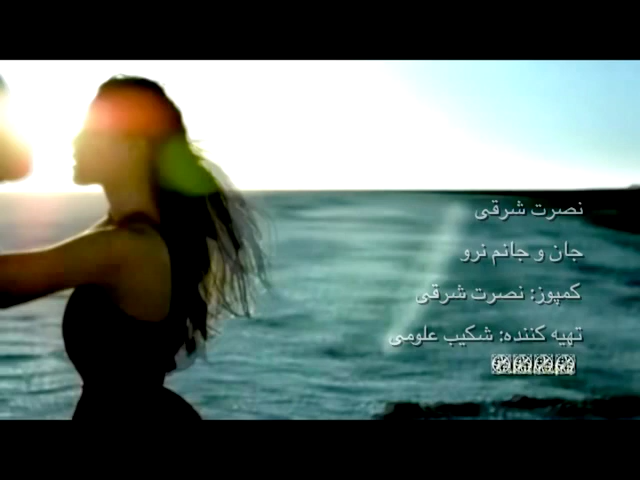 نصرت شرقی
جان و جانم نرو
کمپوز: نصرت شرقی
تهیه کننده: شکیب علومی